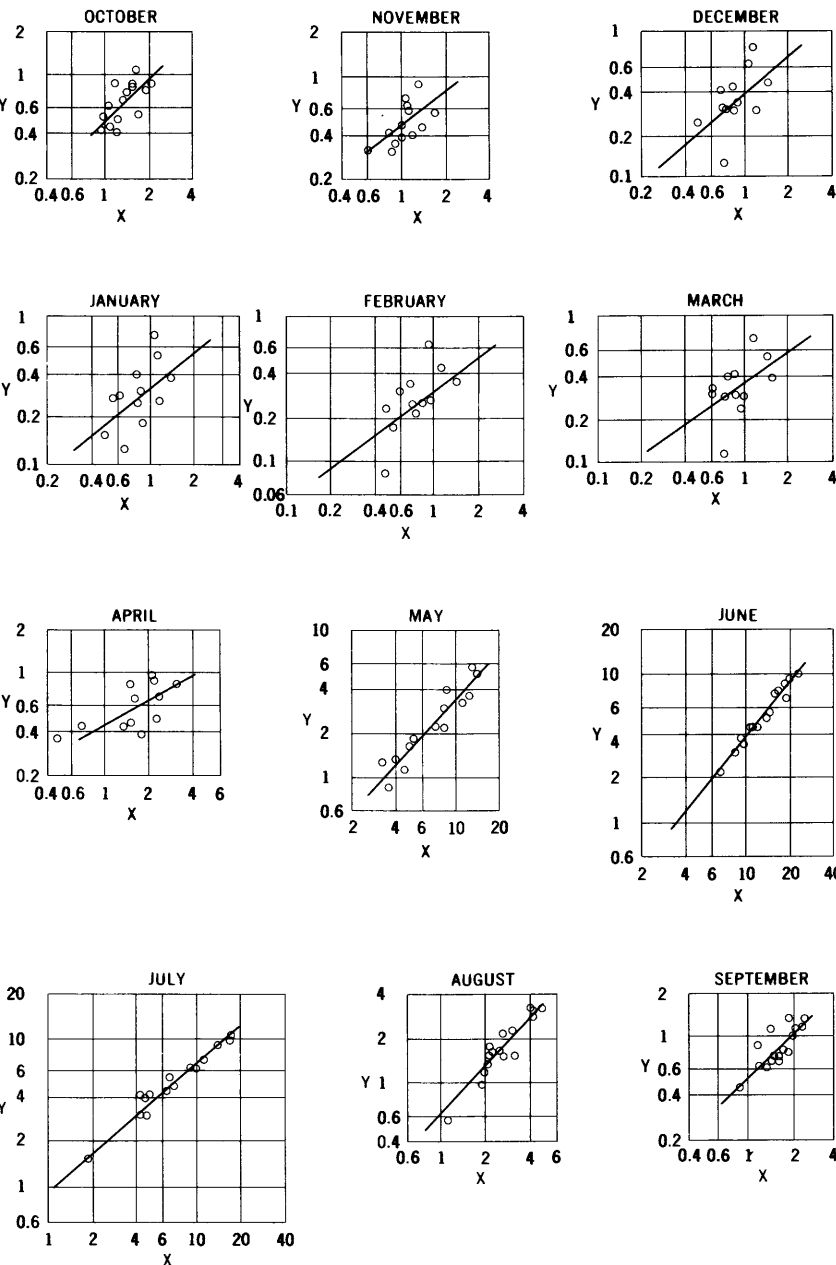 OCTOBER
2
1
Y
0.6
0.4
0.2
0.4 0.6 1 2 4
X
NOVEMBER
2
1
Y
0.6
0.4
0.2
0.4 0.6 1 2 4
X
DECEMBER
1
0.6
Y
0.4
0.2
0.1
0.2 0.4 0.6 1 2 4
X
JANUARY
1
0.6
Y
0.4
0.2
0.1
0.2 0.4 0.6 1 2 4
X
FEBRUARY
1
0.6
0.4
Y
0.2
0.1
0.06
0.1 0.2 0.4 0.6 1 2 4
X
MARCH
1
0.6
Y
0.4
0.2
0.1
0.1 0.2 0.4 0.6 1 2 4
X
APRIL
2
1
Y
0.6
0.4
0.2
0.4 0.6 1 2 4 6
X
MAY
10
6
4
Y
2
1
0.6
2 4 6 10 20
X
JUNE
20
10
6
Y
4
2
1
0.6
2 4 6 10 20 40
X
JULY
20
10
6
4
Y
2
1
0.6
1 2 4 6 10 20 40
X
AUGUST
4
2
Y 1
0.6
0.4
0.6 1 2 4 6
X
SEPTEMBER
2
1
Y
0.6
0.4
0.2
0.4 0.6 1 2 4
X